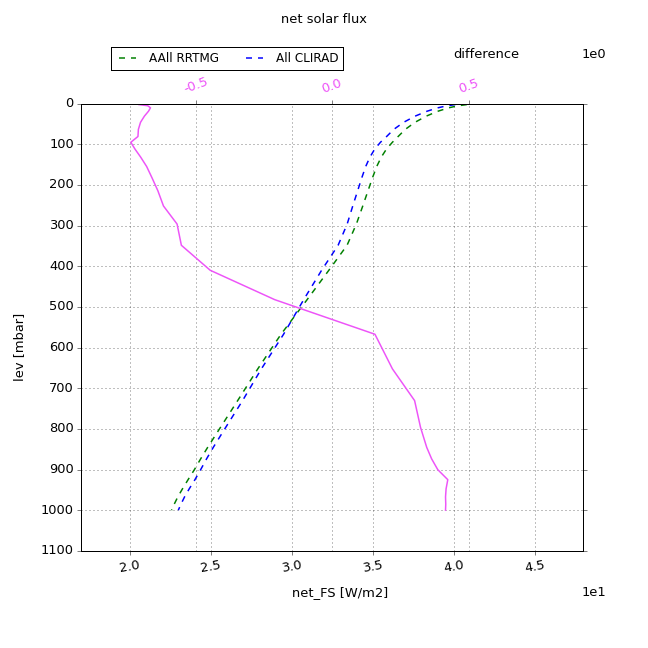 net solar flux
AAll RRTMG All CLIRAD
difference 1e0
-0.5 0.0 0.5
0
100
200
300
400
500
600
700
800
900
1000
1100
lev [mbar]
2.0 2.5 3.0 3.5 4.0 4.5
net_FS [W/m2] 1e1